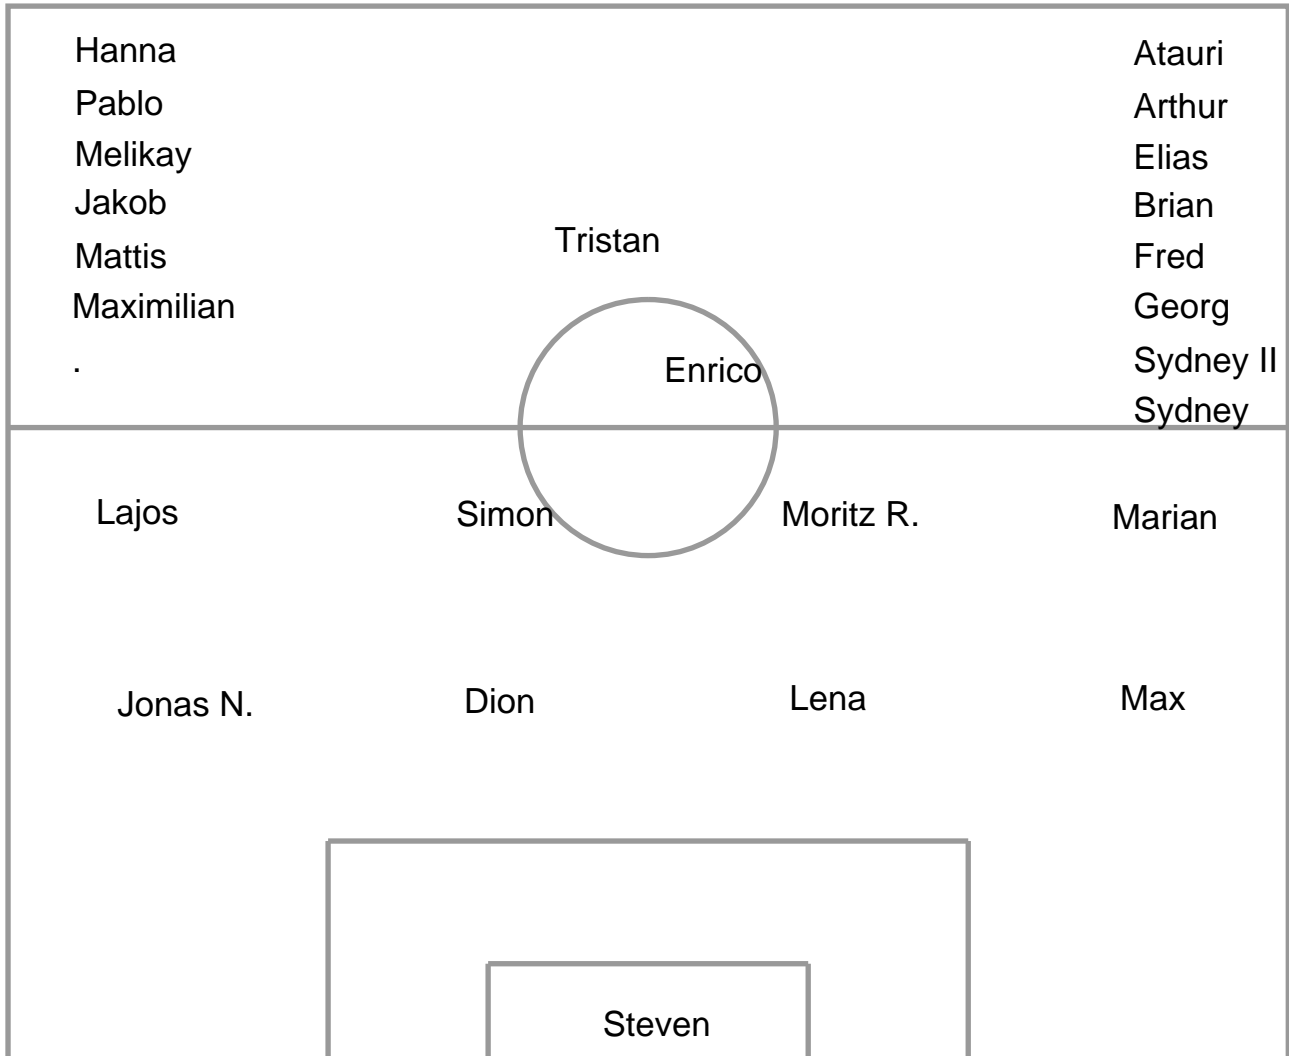 Hanna
Pablo
Melikay
Jakob
Mattis
Maximilian
.
Atauri
Arthur
Elias
Brian
Fred
Georg
Sydney II
Sydney
Tristan
Enrico
Lajos
Simon
Moritz R.
Marian
Jonas N.
Dion
Lena
Max
Steven